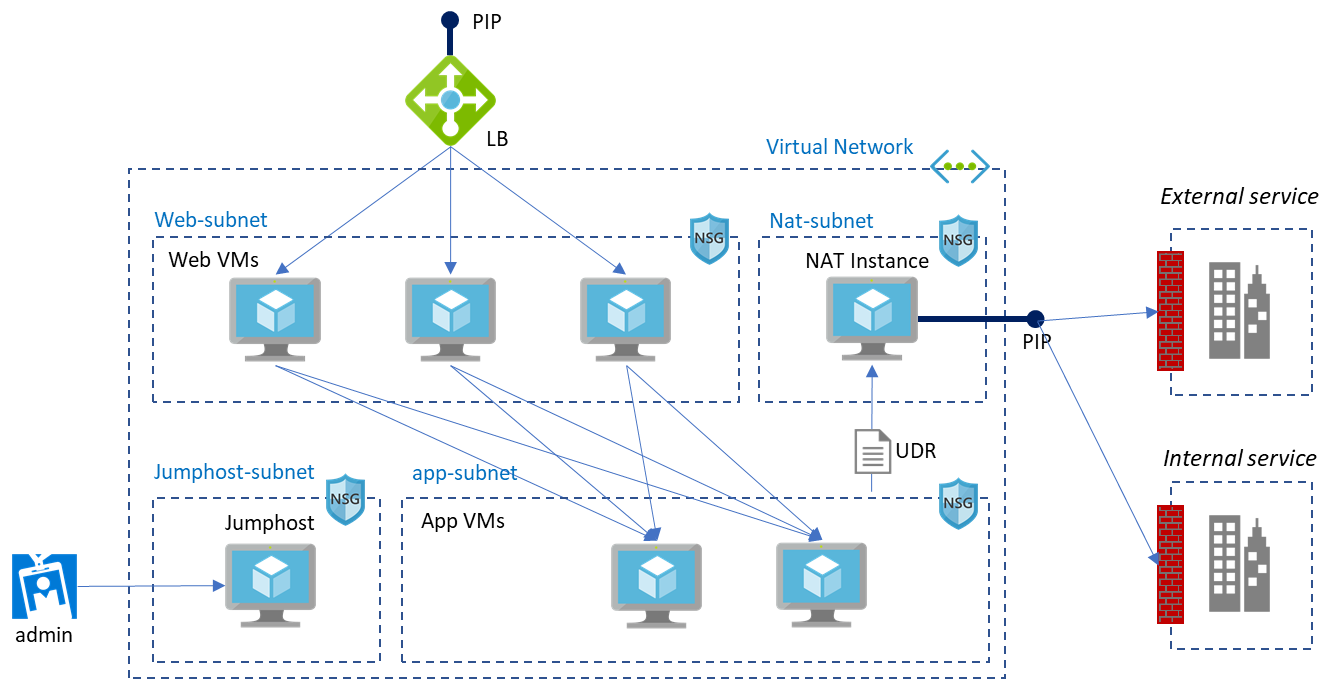 PIP
LB
Virtual Network
External service
Web-subnet
NSG
Nat-subnet
NSG
Web VMs
NAT Instance
PIP
UDR
Internal service
Jumphost-subnet
NSG
app-subnet
NSG
Jumphost
App VMs
admin